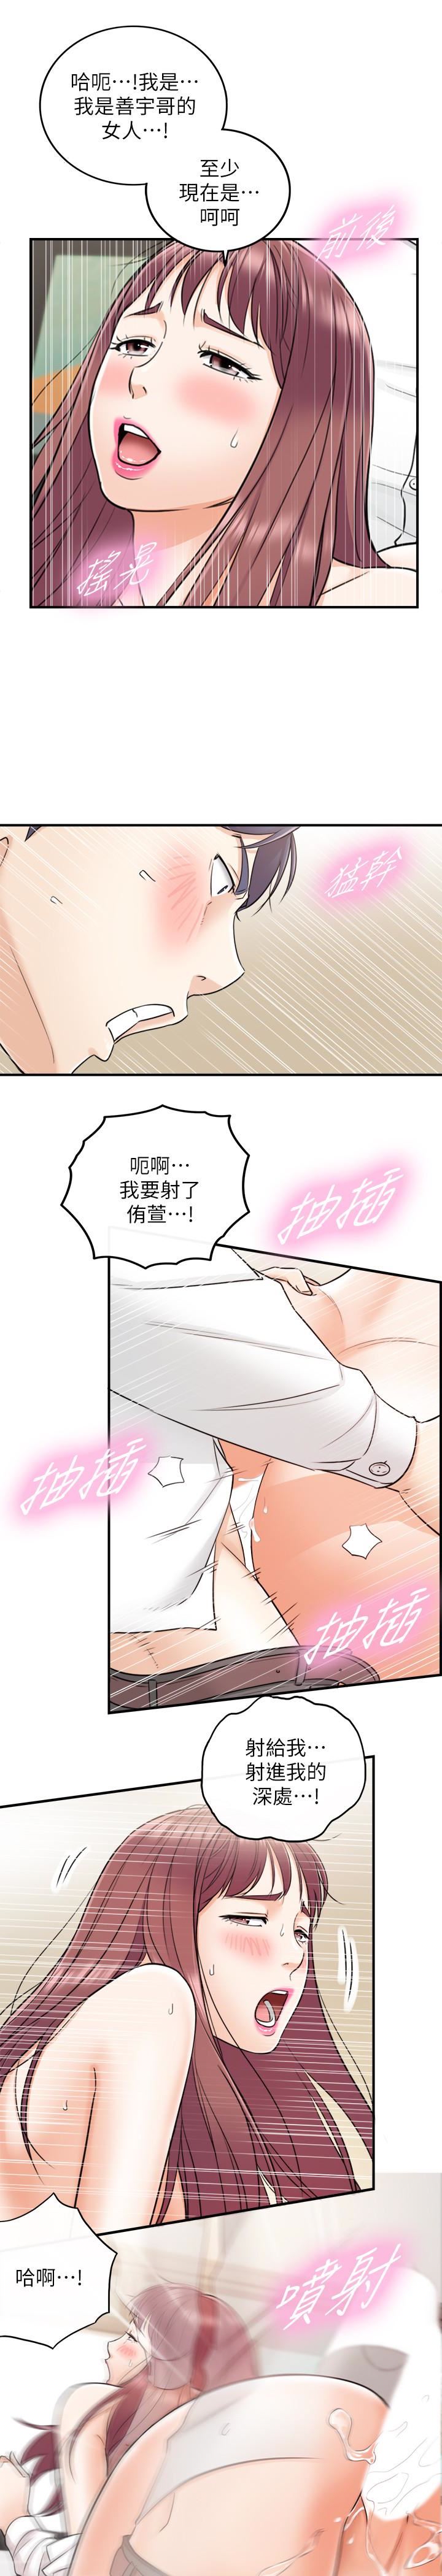 哈呃⋯!我是⋯
我是善宇哥的
女人⋯!
至少
現在是⋯
呵呵
前後
搖晃
猛幹
呃啊⋯
我要射了
侑萱⋯!
抽插
抽插
抽插
射給我⋯
射進我的
深處⋯!
哈啊⋯!
噴射